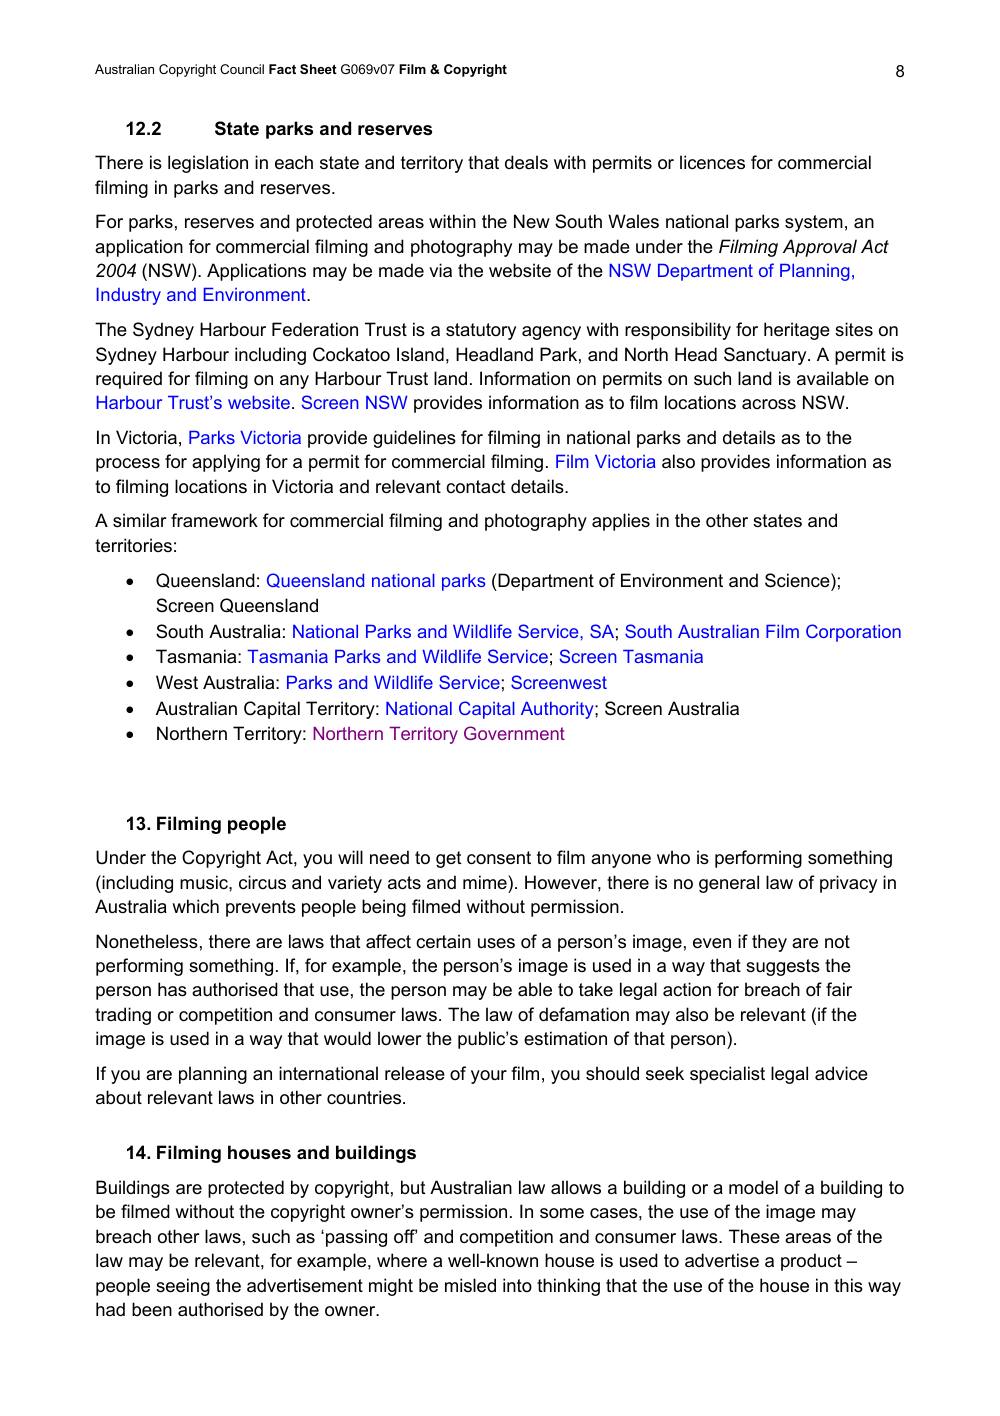 Australian Copyright Council Fact Sheet G069v07 Film & Copyright 8
12.2 State parks and reserves
There is legislation in each state and territory that deals with permits or licences for commercial
filming in parks and reserves.
For parks, reserves and protected areas within the New South Wales national parks system, an
application for commercial filming and photography may be made under the Filming Approval Act
2004 (NSW). Applications may be made via the website of the NSW Department of Planning,
Industry and Environment.
The Sydney Harbour Federation Trust is a statutory agency with responsibility for heritage sites on
Sydney Harbour including Cockatoo Island, Headland Park, and North Head Sanctuary. A permit is
required for filming on any Harbour Trust land. Information on permits on such land is available on
Harbour Trust’s website. Screen NSW provides information as to film locations across NSW.
In Victoria, Parks Victoria provide guidelines for filming in national parks and details as to the
process for applying for a permit for commercial filming. Film Victoria also provides information as
to filming locations in Victoria and relevant contact details.
A similar framework for commercial filming and photography applies in the other states and
territories:
• Queensland: Queensland national parks (Department of Environment and Science);
Screen Queensland
• South Australia: National Parks and Wildlife Service, SA; South Australian Film Corporation
• Tasmania: Tasmania Parks and Wildlife Service; Screen Tasmania
• West Australia: Parks and Wildlife Service; Screenwest
• Australian Capital Territory: National Capital Authority; Screen Australia
• Northern Territory: Northern Territory Government
13. Filming people
Under the Copyright Act, you will need to get consent to film anyone who is performing something
(including music, circus and variety acts and mime). However, there is no general law of privacy in
Australia which prevents people being filmed without permission.
Nonetheless, there are laws that affect certain uses of a person’s image, even if they are not
performing something. If, for example, the person’s image is used in a way that suggests the
person has authorised that use, the person may be able to take legal action for breach of fair
trading or competition and consumer laws. The law of defamation may also be relevant (if the
image is used in a way that would lower the public’s estimation of that person).
If you are planning an international release of your film, you should seek specialist legal advice
about relevant laws in other countries.
14. Filming houses and buildings
Buildings are protected by copyright, but Australian law allows a building or a model of a building to
be filmed without the copyright owner’s permission. In some cases, the use of the image may
breach other laws, such as ‘passing off’ and competition and consumer laws. These areas of the
law may be relevant, for example, where a well-known house is used to advertise a product –
people seeing the advertisement might be misled into thinking that the use of the house in this way
had been authorised by the owner.